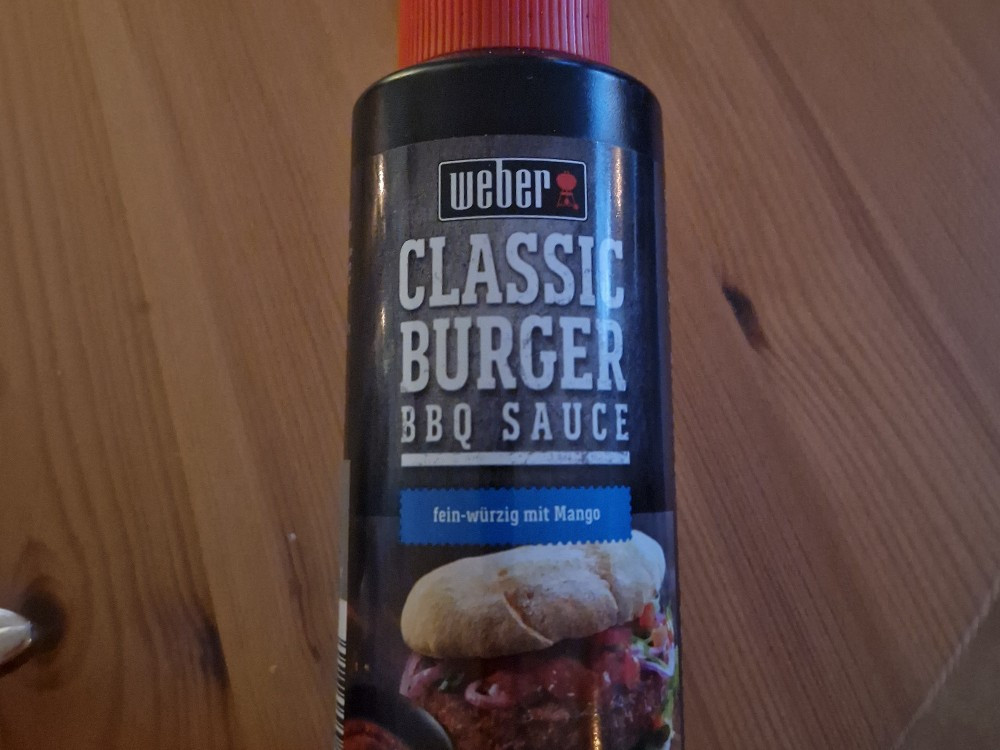 weber
CLASSIC
BURGER
BBQ SAUCE
fein-würzig mit Mango